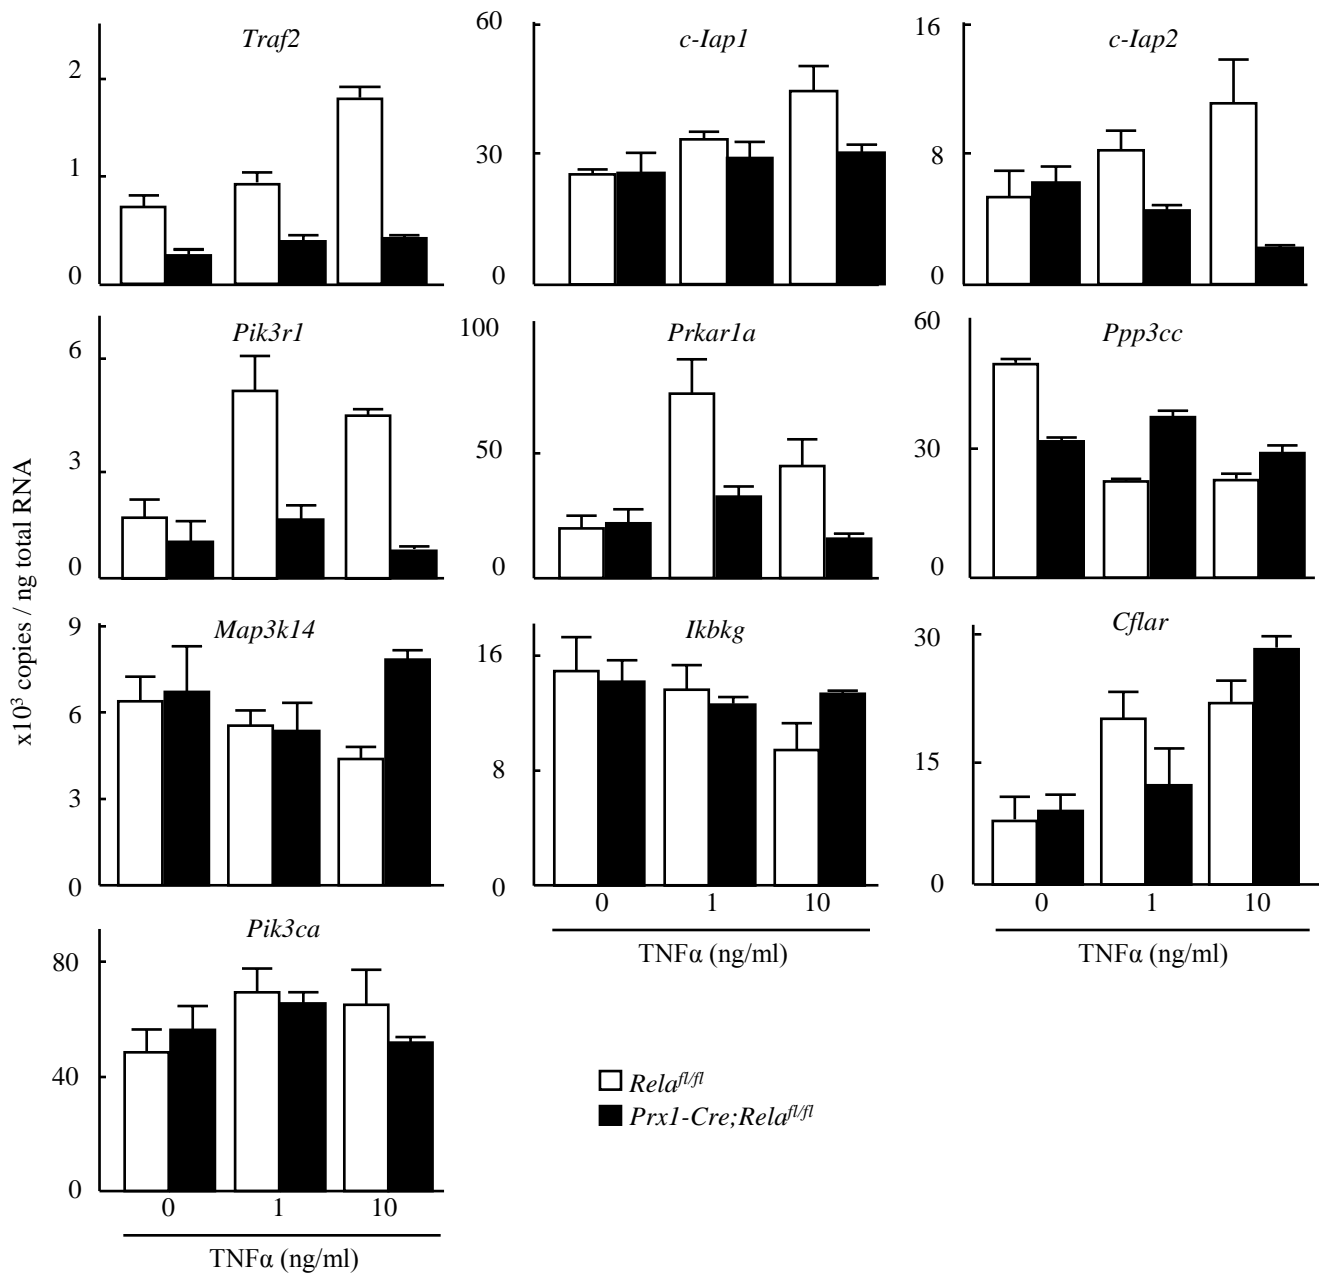 x10³ copies / ng total RNA
Traf2
2
1
0
c-Iap1
60
30
0
c-Iap2
16
8
0
Pik3r1
6
3
0
Prkar1a
100
50
0
Ppp3cc
60
30
0
Map3k14
9
6
3
0
Ikbkg
16
8
0
0 1 10
TNFα (ng/ml)
Cflar
30
15
0
0 1 10
TNFα (ng/ml)
Pik3ca
80
40
0
0 1 10
TNFα (ng/ml)
Relaᶠˡ/ᶠˡ
Prx1-Cre;Relaᶠˡ/ᶠˡ